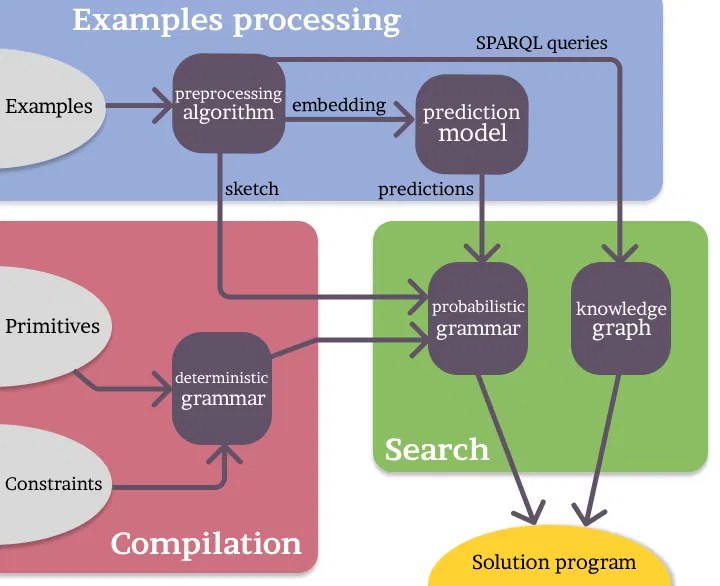 Examples processing
SPARQL queries
Examples
preprocessing
algorithm
embedding
prediction
model
sketch
predictions
Primitives
probabilistic
grammar
knowledge
graph
deterministic
grammar
Search
Constraints
Compilation
Solution program